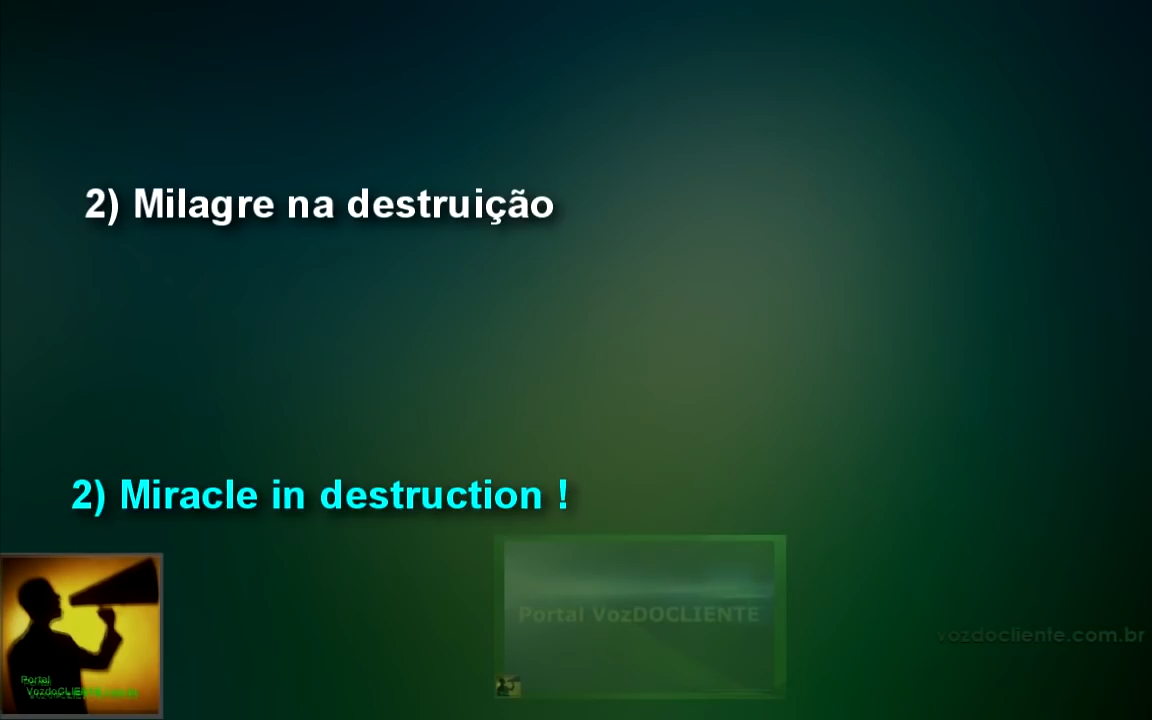 2) Milagre na destruição
2) Miracle in destruction !
Portal VozDOCLIENTE
vozdocliente.com.br
Portal